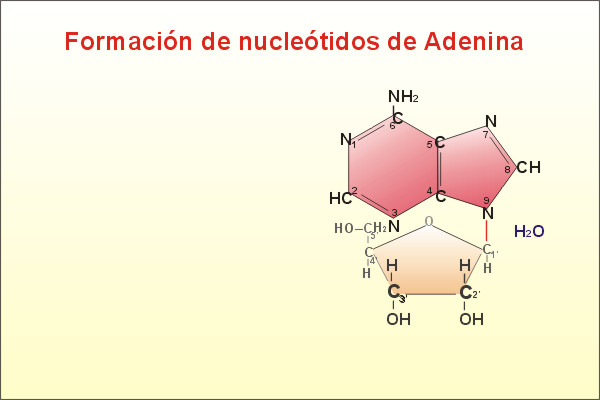 Formación de nucleótidos de Adenina
NH2
C
6
N
1
N
7
5
C
HC
2
8
CH
4
C
9
3
N
N
HO–CH2
5'
O
H2O
C
4'
C
1'
H
H
H
H
C
3'
C
2'
OH
OH